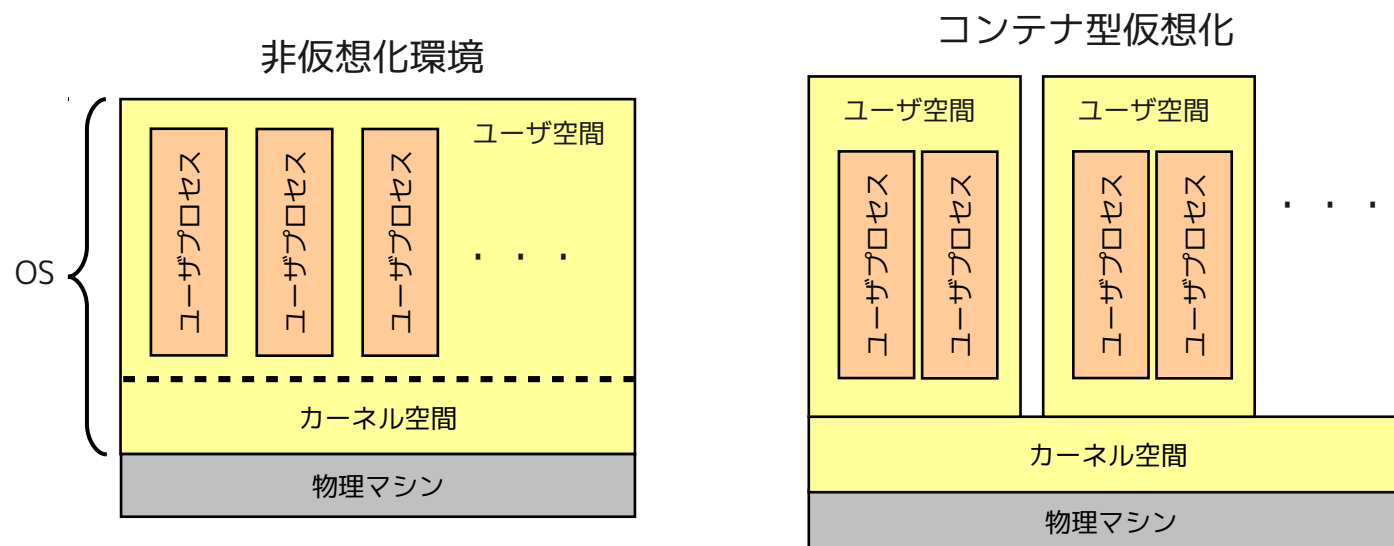 非仮想化環境
OS
ユーザ空間
ユーザプロセス
ユーザプロセス
ユーザプロセス
・・・
カーネル空間
物理マシン
コンテナ型仮想化
ユーザ空間
ユーザプロセス
ユーザプロセス
ユーザ空間
ユーザプロセス
ユーザプロセス
・・・
カーネル空間
物理マシン